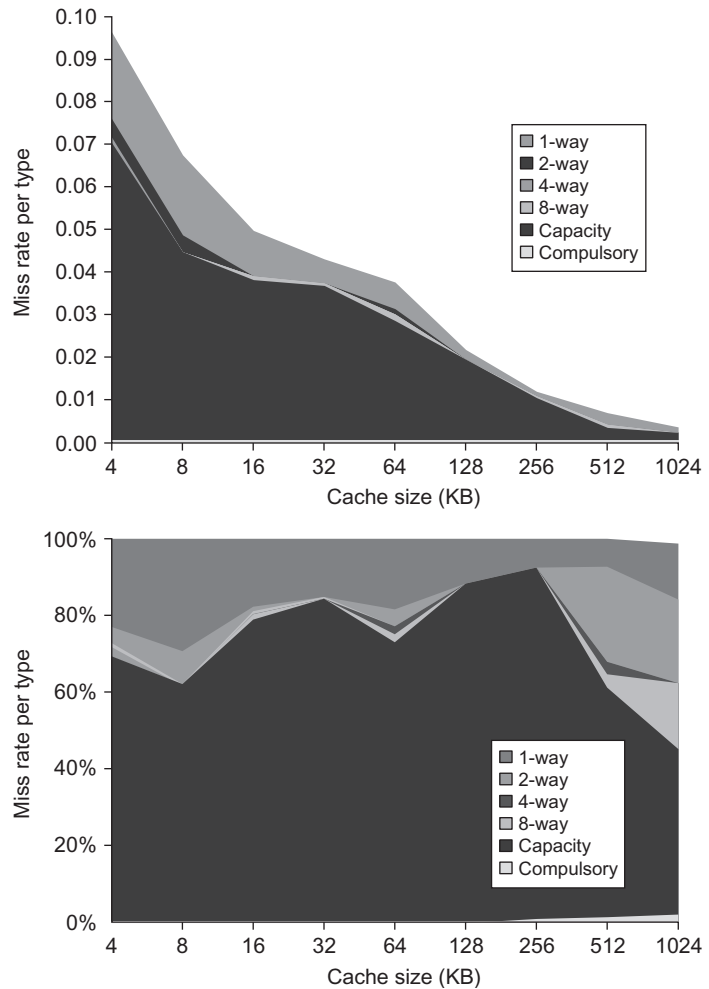 0.10
0.09
0.08
0.07
0.06
0.05
0.04
0.03
0.02
0.01
0.00
Miss rate per type
1-way
2-way
4-way
8-way
Capacity
Compulsory
4 8 16 32 64 128 256 512 1024
Cache size (KB)
100%
80%
60%
40%
20%
0%
Miss rate per type
1-way
2-way
4-way
8-way
Capacity
Compulsory
4 8 16 32 64 128 256 512 1024
Cache size (KB)